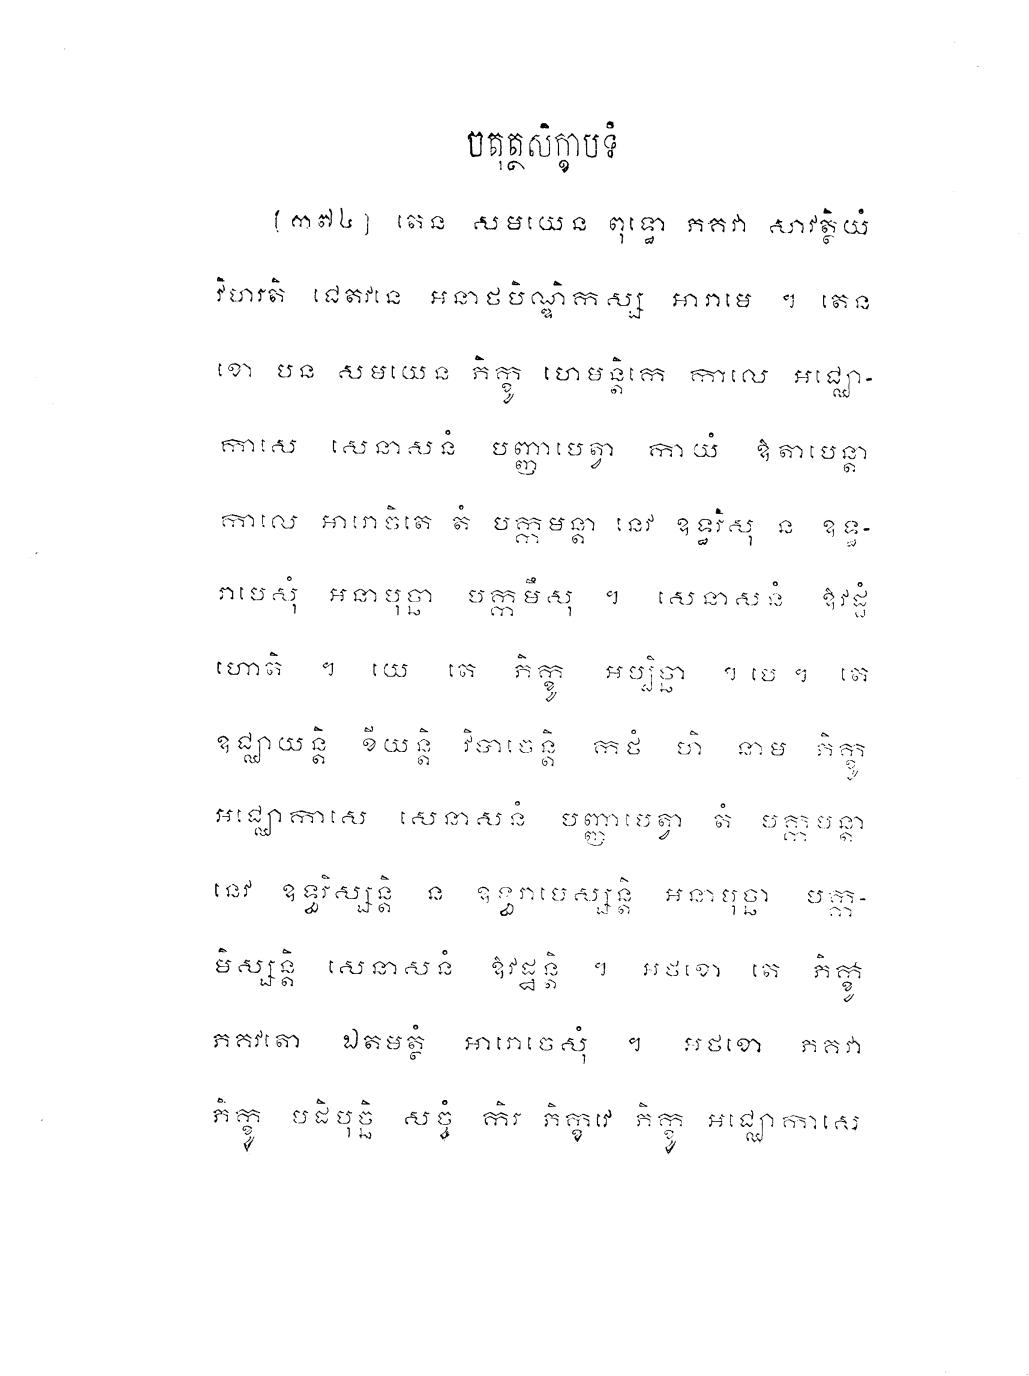 ចតុត្ថសិក្ខាបទំ
(៣៧៤) តេន សមយេន ពុទ្ធោ ភគវា សាវត្ថិយំ
វិហរតិ ជេតវនេ អនាថបិណ្ឌិកស្ស អារាមេ ។ តេន
ខោ បន សមយេន ភិក្ខូ ហេមន្តិកេ កាលេ អជ្ឈោ-
កាសេ សេនាសនំ បញ្ញាបេត្វា កាយំ ឱតាបេន្តា
កាលេ អារោចិតេ តំ បក្កមន្តា នេវ ឧទ្ធរិំសុ ន ឧទ្ធ-
រាបេសុំ អនាបុច្ឆា បក្កមឹសុ ។ សេនាសនំ ឱវដ្ឋំ
ហោតិ ។ យេ តេ ភិក្ខូ អប្បិច្ឆា ។ បេ ។ តេ
ឧជ្ឈាយន្តិ ខីយន្តិ វិបាចេន្តិ កថំ ហិ នាម ភិក្ខូ
អជ្ឈោកាសេ សេនាសនំ បញ្ញាបេត្វា តំ បក្កមន្តា
នេវ ឧទ្ធរិស្សន្តិ ន ឧទ្ធរាបេស្សន្តិ អនាបុច្ឆា បក្ក-
មិស្សន្តិ សេនាសនំ ឱវដ្ឋន្តិ ។ អថខោ តេ ភិក្ខូ
ភគវតោ ឯតមត្ថំ អារោចេសុំ ។ អថខោ ភគវា
ភិក្ខូ បដិបុច្ឆិ សច្ចំ កិរ ភិក្ខវេ ភិក្ខូ អជ្ឈោកាសេ